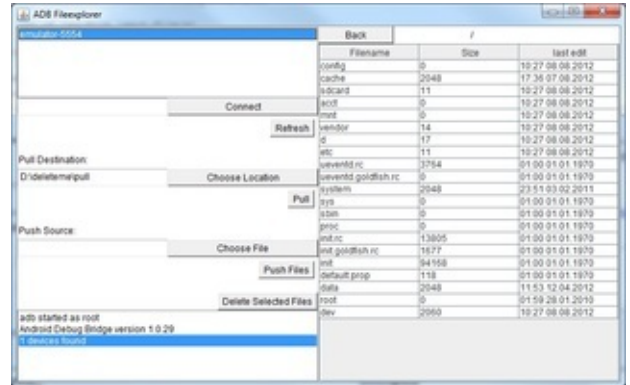 ADB Fileexplorer
emulator-5554
Connect
Refresh
Pull Destination:
D:\deleteme\pull
Choose Location
Pull
Push Source:
Choose File
Push Files
Delete Selected Files
adb started as root
Android Debug Bridge version 1.0.29
1 devices found
Back /
Filename Size last edit
config 0 10:27 08.08.2012
cache 2048 17:36 07.08.2012
sdcard 11 10:27 08.08.2012
acct 0 10:27 08.08.2012
mnt 0 10:27 08.08.2012
vendor 14 10:27 08.08.2012
d 17 10:27 08.08.2012
etc 11 10:27 08.08.2012
ueventd.rc 3764 01:00 01.01.1970
ueventd.goldfish.rc 0 01:00 01.01.1970
system 2048 23:51 03.02.2011
sys 0 01:00 01.01.1970
sbin 0 01:00 01.01.1970
proc 0 01:00 01.01.1970
init.rc 13805 01:00 01.01.1970
init.goldfish.rc 1677 01:00 01.01.1970
init 94168 01:00 01.01.1970
default.prop 118 01:00 01.01.1970
data 2048 11:53 12.04.2012
root 0 01:59 28.01.2010
dev 2060 10:27 08.08.2012